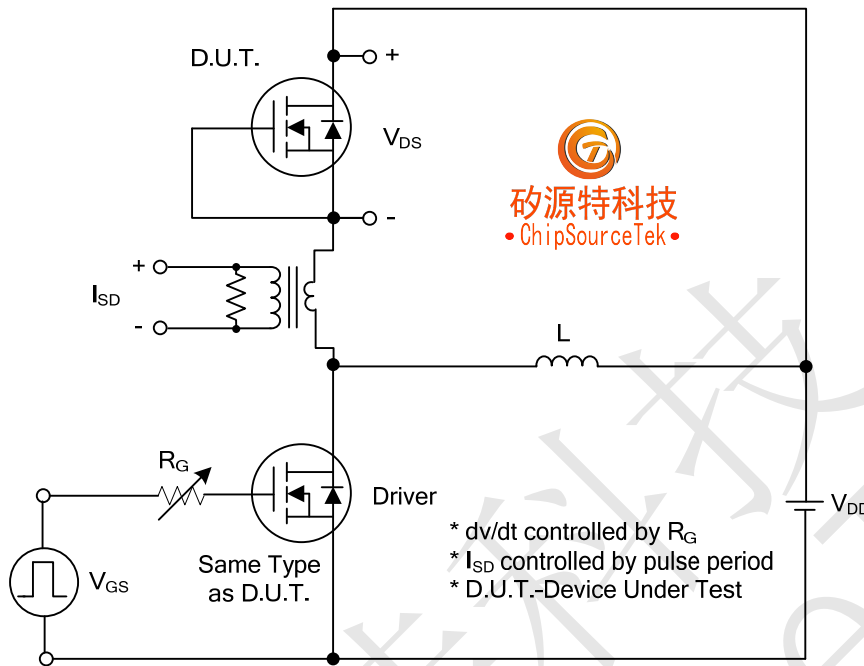 D.U.T.
+
VDS
-
矽源特科技
ChipSourceTek
+
ISD
-
L
RG
Driver
VDD
VGS
Same Type
as D.U.T.
* dv/dt controlled by RG
* ISD controlled by pulse period
* D.U.T.-Device Under Test